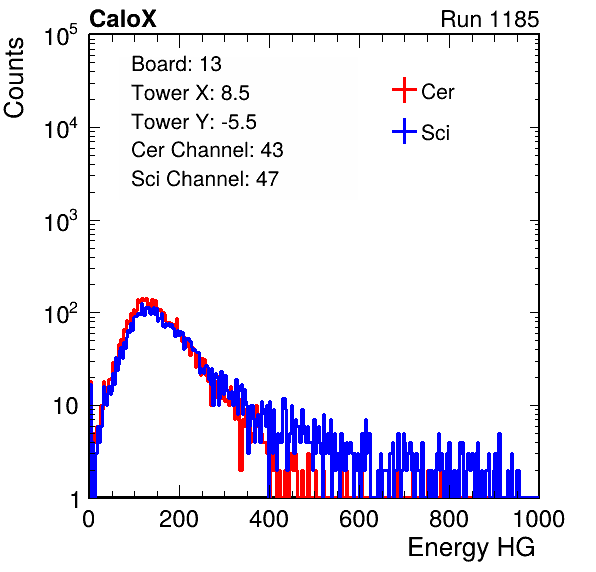 CaloX Run 1185
Board: 13
Tower X: 8.5
Tower Y: -5.5
Cer Channel: 43
Sci Channel: 47
Cer
Sci
Counts
10^5
10^4
10^3
10^2
10
1
0 200 400 600 800 1000
Energy HG